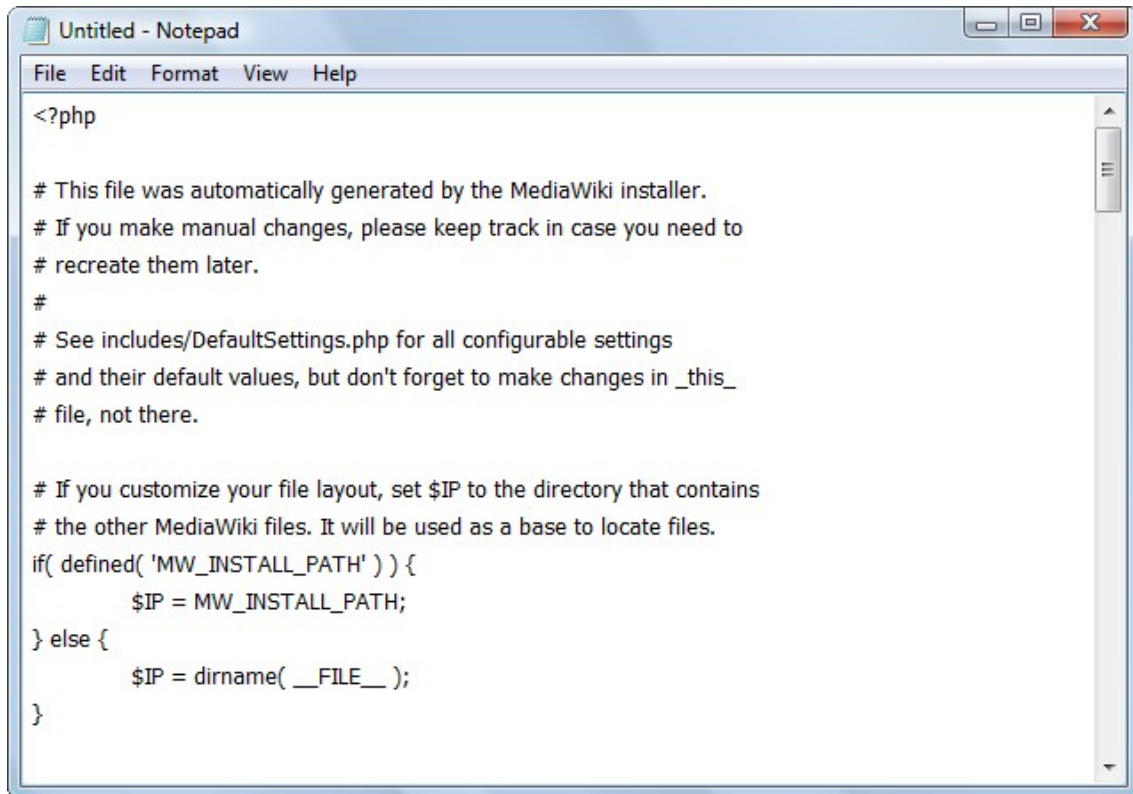 Untitled - Notepad
File Edit Format View Help
<?php

# This file was automatically generated by the MediaWiki installer.
# If you make manual changes, please keep track in case you need to
# recreate them later.
#
# See includes/DefaultSettings.php for all configurable settings
# and their default values, but don't forget to make changes in _this_
# file, not there.

# If you customize your file layout, set $IP to the directory that contains
# the other MediaWiki files. It will be used as a base to locate files.
if( defined( 'MW_INSTALL_PATH' ) ) {
	$IP = MW_INSTALL_PATH;
} else {
	$IP = dirname( __FILE__ );
}